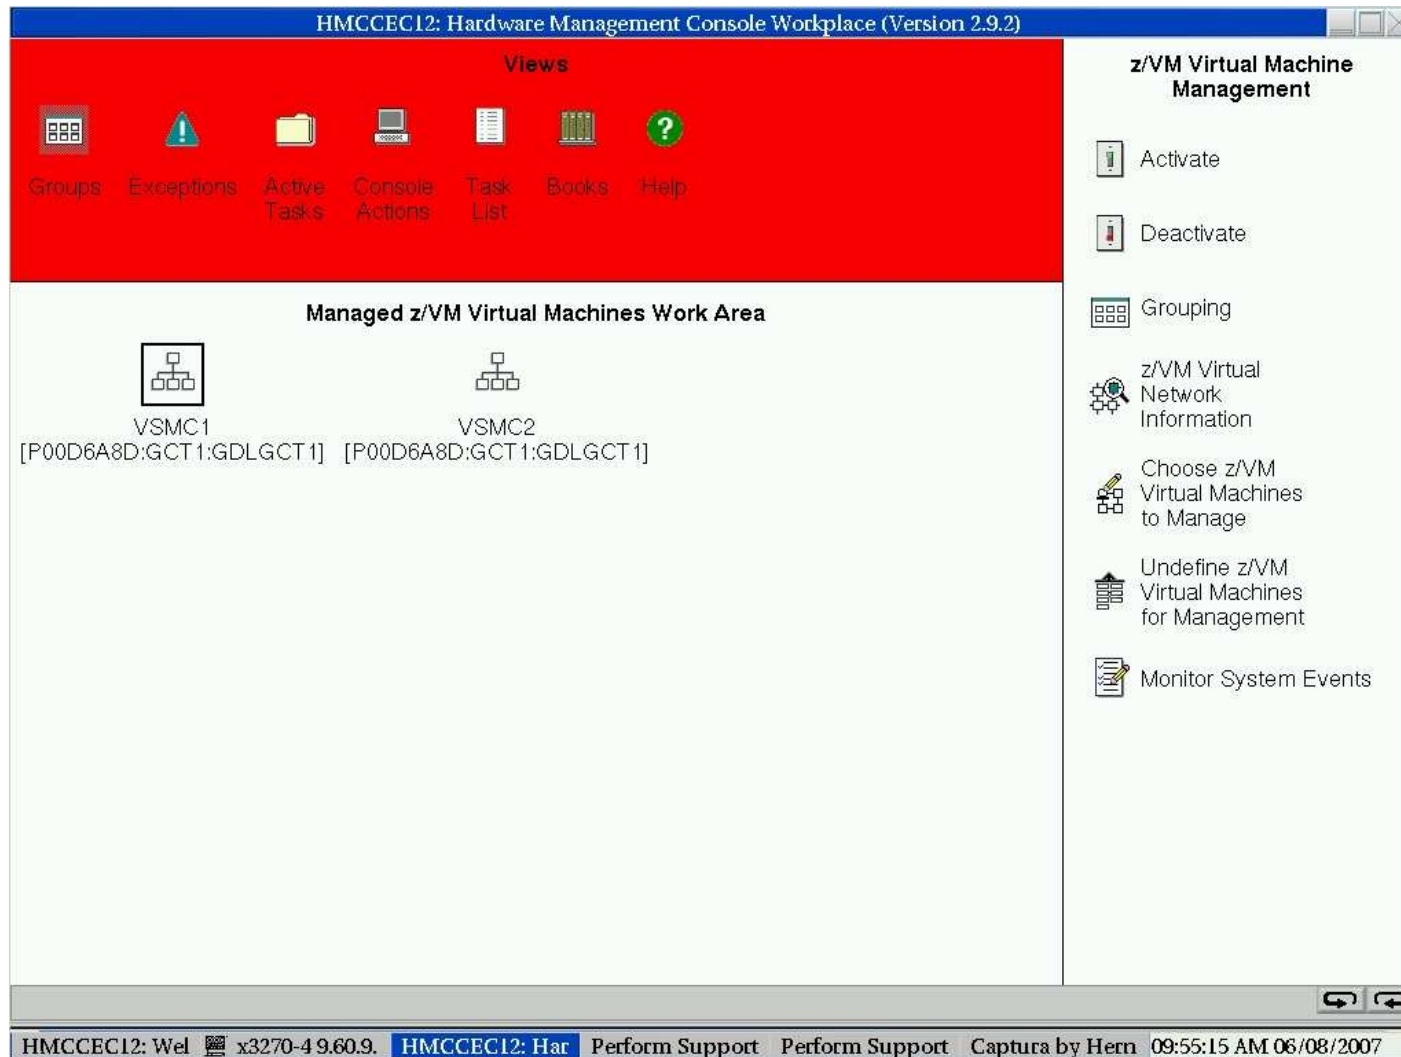 HMCCEC12: Hardware Management Console Workplace (Version 2.9.2)
Views
Groups
Exceptions
Active
Tasks
Console
Actions
Task
List
Books
Help
Managed z/VM Virtual Machines Work Area
VSMC1
[P00D6A8D:GCT1:GDLGCT1]
VSMC2
[P00D6A8D:GCT1:GDLGCT1]
z/VM Virtual Machine
Management
Activate
Deactivate
Grouping
z/VM Virtual
Network
Information
Choose z/VM
Virtual Machines
to Manage
Undefine z/VM
Virtual Machines
for Management
Monitor System Events
HMCCEC12: Wel
x3270-4 9.60.9.
HMCCEC12: Har
Perform Support
Perform Support
Captura by Hern
09:55:15 AM 06/08/2007